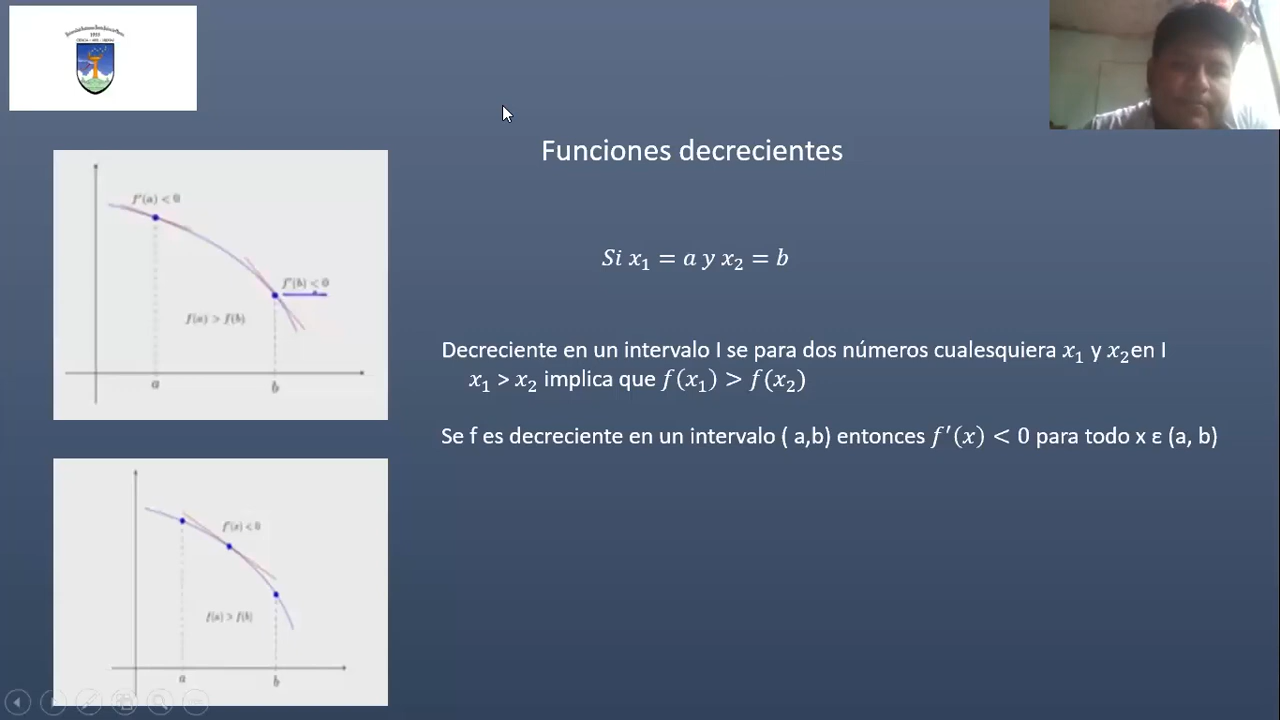 1855
Funciones decrecientes
f'(a) < 0
Si x₁ = a y x₂ = b
f'(b) < 0
f(a) > f(b)
a
b
Decreciente en un intervalo I se para dos números cualesquiera x₁ y x₂en I
x₁ > x₂ implica que f(x₁) > f(x₂)
Se f es decreciente en un intervalo ( a,b) entonces f′(x) < 0 para todo x ε (a, b)
f'(x) < 0
f(a) > f(b)
a
b